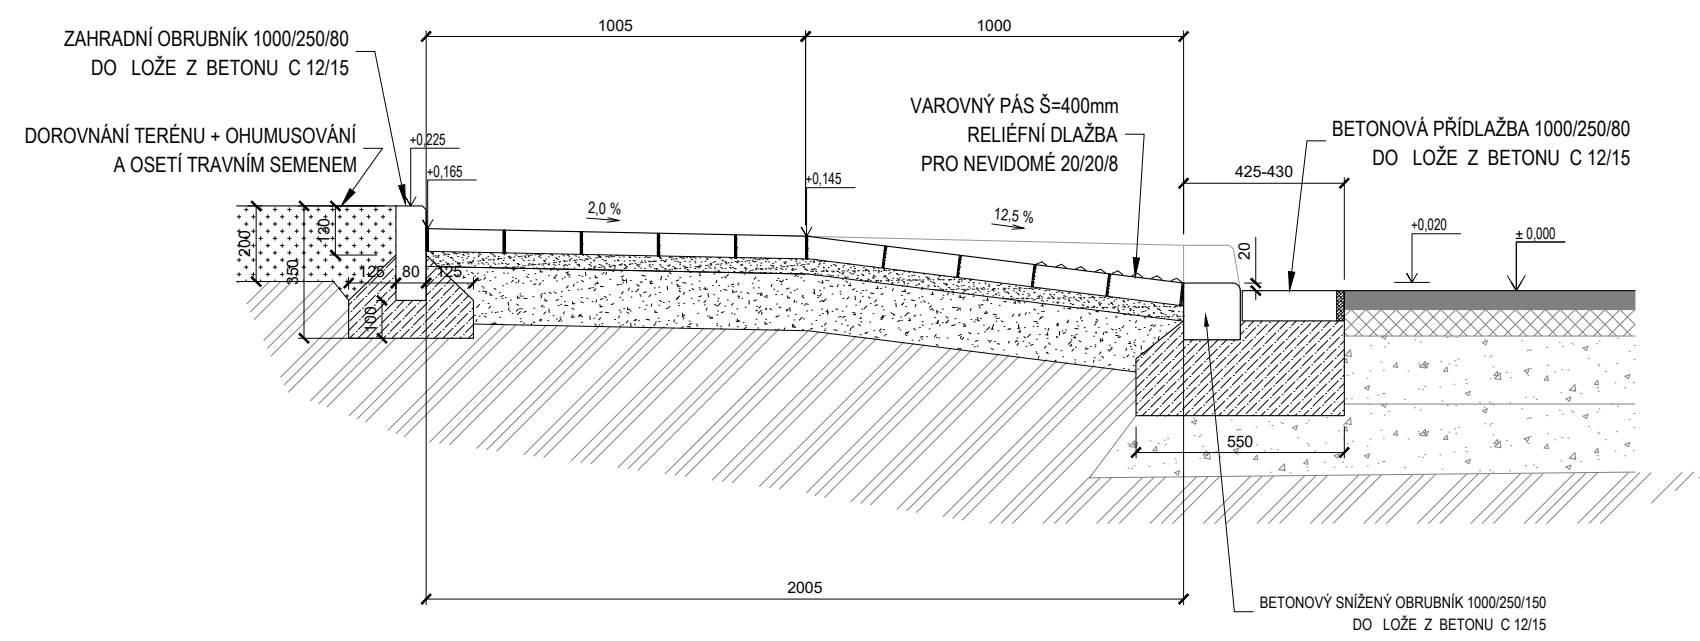 1005
1000
ZAHRADNÍ OBRUBNÍK 1000/250/80
DO LOŽE Z BETONU C 12/15
DOROVNÁNÍ TERÉNU + OHUMUSOVÁNÍ
A OSETÍ TRAVNÍM SEMENEM
+0,225
+0,165
VAROVNÝ PÁS Š=400mm
RELIÉFNÍ DLAŽBA
PRO NEVIDOMÉ 20/20/8
+0,145
BETONOVÁ PŘÍDLAŽBA 1000/250/80
DO LOŽE Z BETONU C 12/15
425-430
2,0 %
12,5 %
+0,020
± 0,000
200
130
350
125
80
125
100
20
550
2005
BETONOVÝ SNÍŽENÝ OBRUBNÍK 1000/250/150
DO LOŽE Z BETONU C 12/15